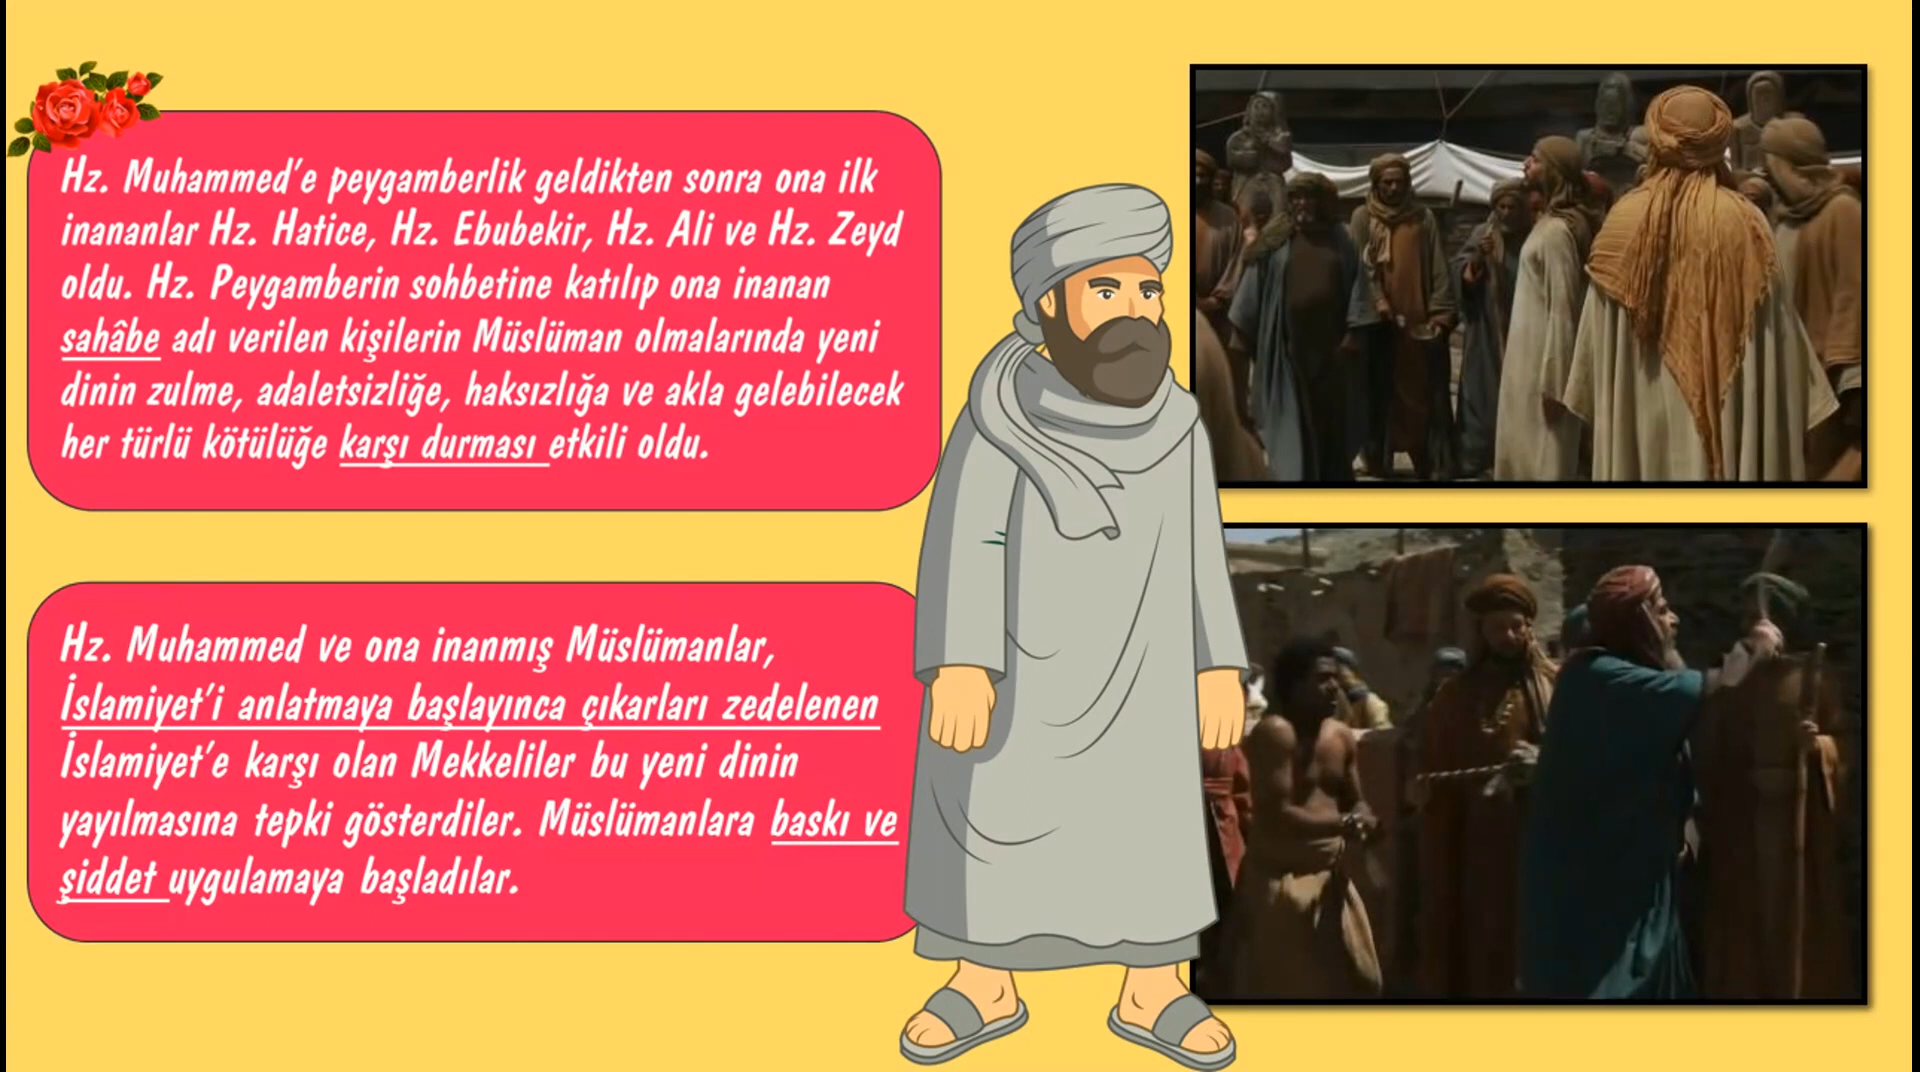 Hz. Muhammed'e peygamberlik geldikten sonra ona ilk
inananlar Hz. Hatice, Hz. Ebubekir, Hz. Ali ve Hz. Zeyd
oldu. Hz. Peygamberin sohbetine katılıp ona inanan
sahâbe adı verilen kişilerin Müslüman olmalarında yeni
dinin zulme, adaletsizliğe, haksızlığa ve akla gelebilecek
her türlü kötülüğe karşı durması etkili oldu.
Hz. Muhammed ve ona inanmış Müslümanlar,
İslamiyet'i anlatmaya başlayınca çıkarları zedelenen
İslamiyet'e karşı olan Mekkeliler bu yeni dinin
yayılmasına tepki gösterdiler. Müslümanlara baskı ve
şiddet uygulamaya başladılar.